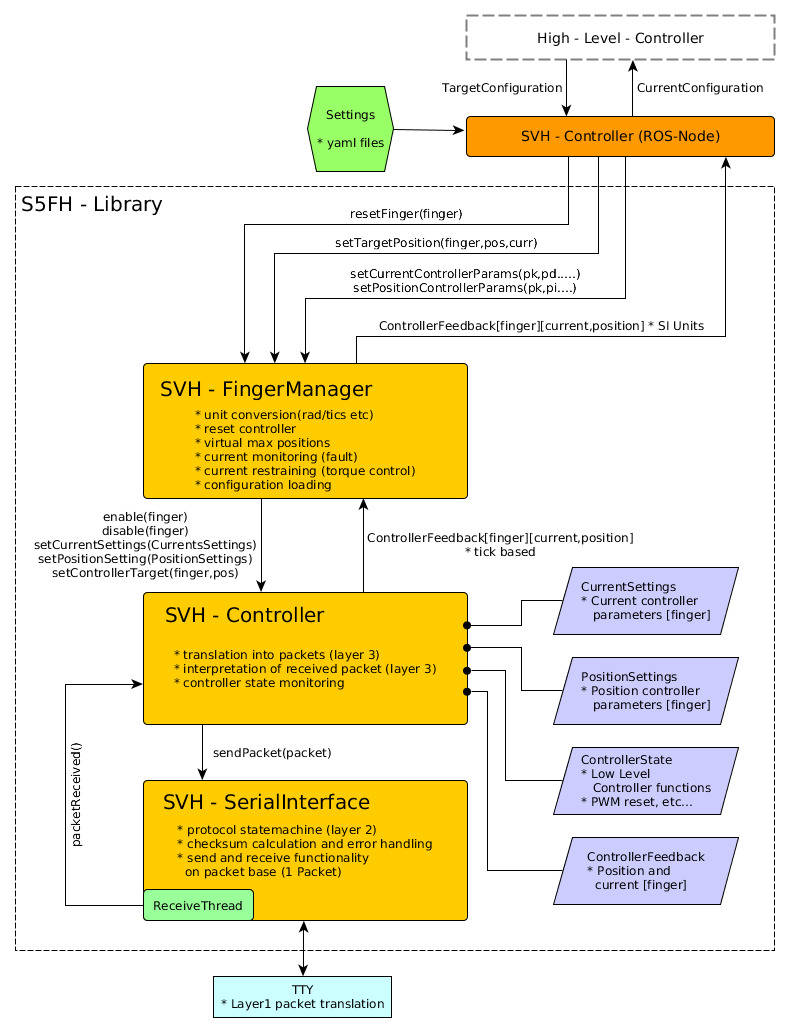 High - Level - Controller
TargetConfiguration
CurrentConfiguration
Settings
* yaml files
SVH - Controller (ROS-Node)
S5FH - Library
resetFinger(finger)
setTargetPosition(finger,pos,curr)
setCurrentControllerParams(pk,pd.....)
setPositionControllerParams(pk,pi....)
ControllerFeedback[finger][current,position] * SI Units
SVH - FingerManager
* unit conversion(rad/tics etc)
* reset controller
* virtual max positions
* current monitoring (fault)
* current restraining (torque control)
* configuration loading
enable(finger)
disable(finger)
setCurrentSettings(CurrentsSettings)
setPositionSetting(PositionSettings)
setControllerTarget(finger,pos)
ControllerFeedback[finger][current,position]
* tick based
SVH - Controller
* translation into packets (layer 3)
* interpretation of received packet (layer 3)
* controller state monitoring
CurrentSettings
* Current controller
parameters [finger]
PositionSettings
* Position controller
parameters [finger]
ControllerState
* Low Level
Controller functions
* PWM reset, etc...
ControllerFeedback
* Position and
current [finger]
packetReceived()
sendPacket(packet)
SVH - SerialInterface
* protocol statemachine (layer 2)
* checksum calculation and error handling
* send and receive functionality
on packet base (1 Packet)
ReceiveThread
TTY
* Layer1 packet translation